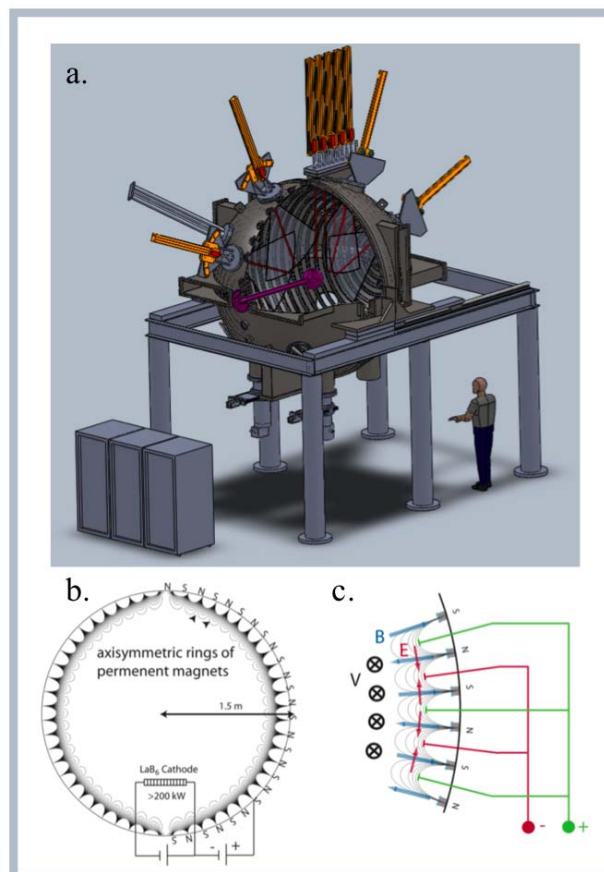 a.
b.
N S N S N S N S N
axisymmetric rings of
permenent magnets
1.5 m
LaB₆ Cathode
>200 kW
N S N S
- +
c.
S
B
E
N
V
S
N
S
N
- +